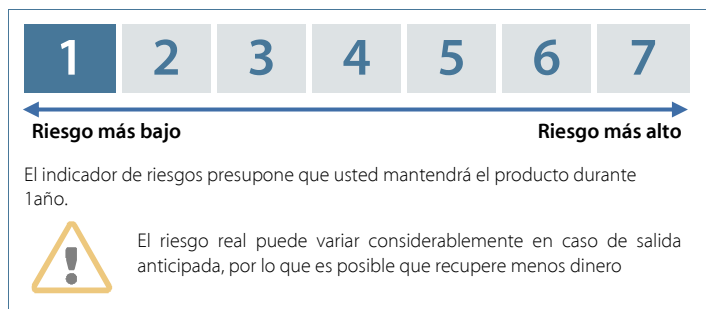 1 2 3 4 5 6 7
Riesgo más bajo Riesgo más alto
El indicador de riesgos presupone que usted mantendrá el producto durante
1año.
El riesgo real puede variar considerablemente en caso de salida
anticipada, por lo que es posible que recupere menos dinero